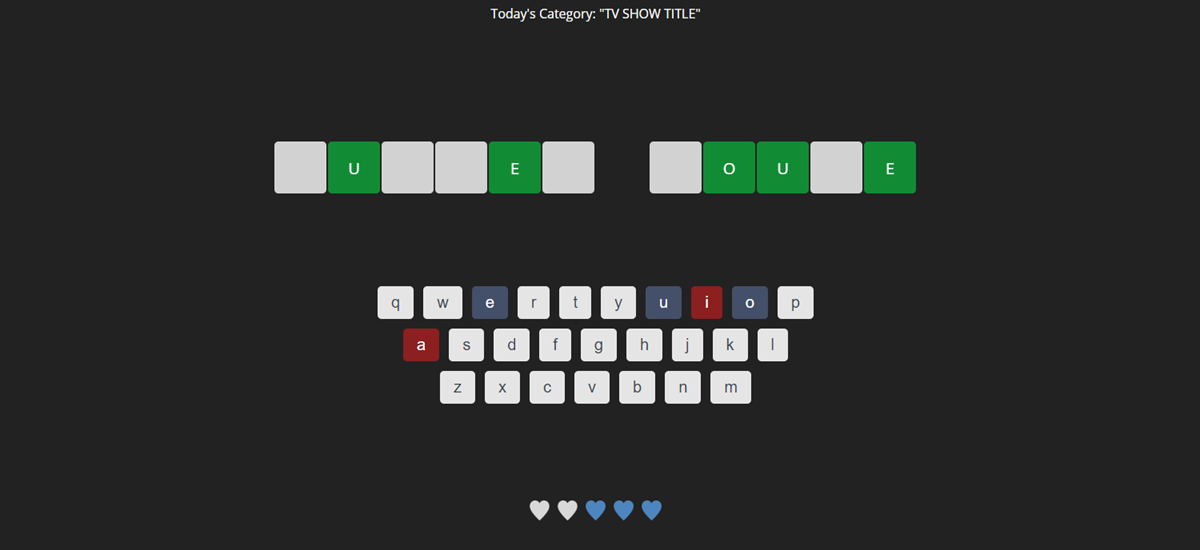 Today's Category: "TV SHOW TITLE"
U E O U E
q w e r t y u i o p
a s d f g h j k l
z x c v b n m